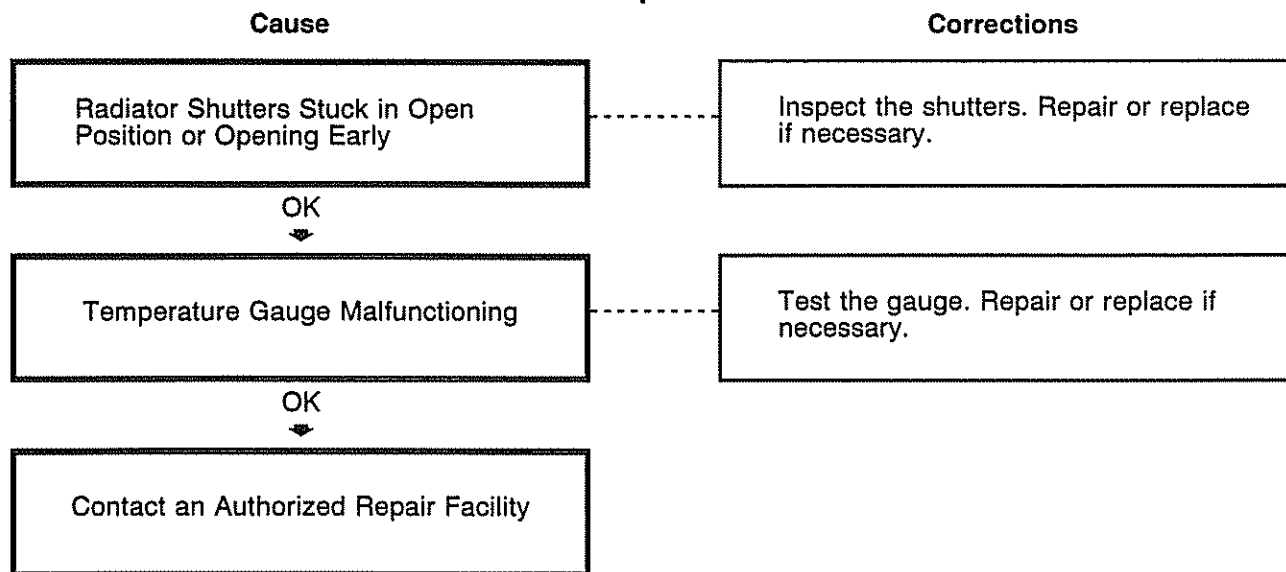 Cause
Corrections
Radiator Shutters Stuck in Open
Position or Opening Early
Inspect the shutters. Repair or replace
if necessary.
OK
Temperature Gauge Malfunctioning
Test the gauge. Repair or replace if
necessary.
OK
Contact an Authorized Repair Facility